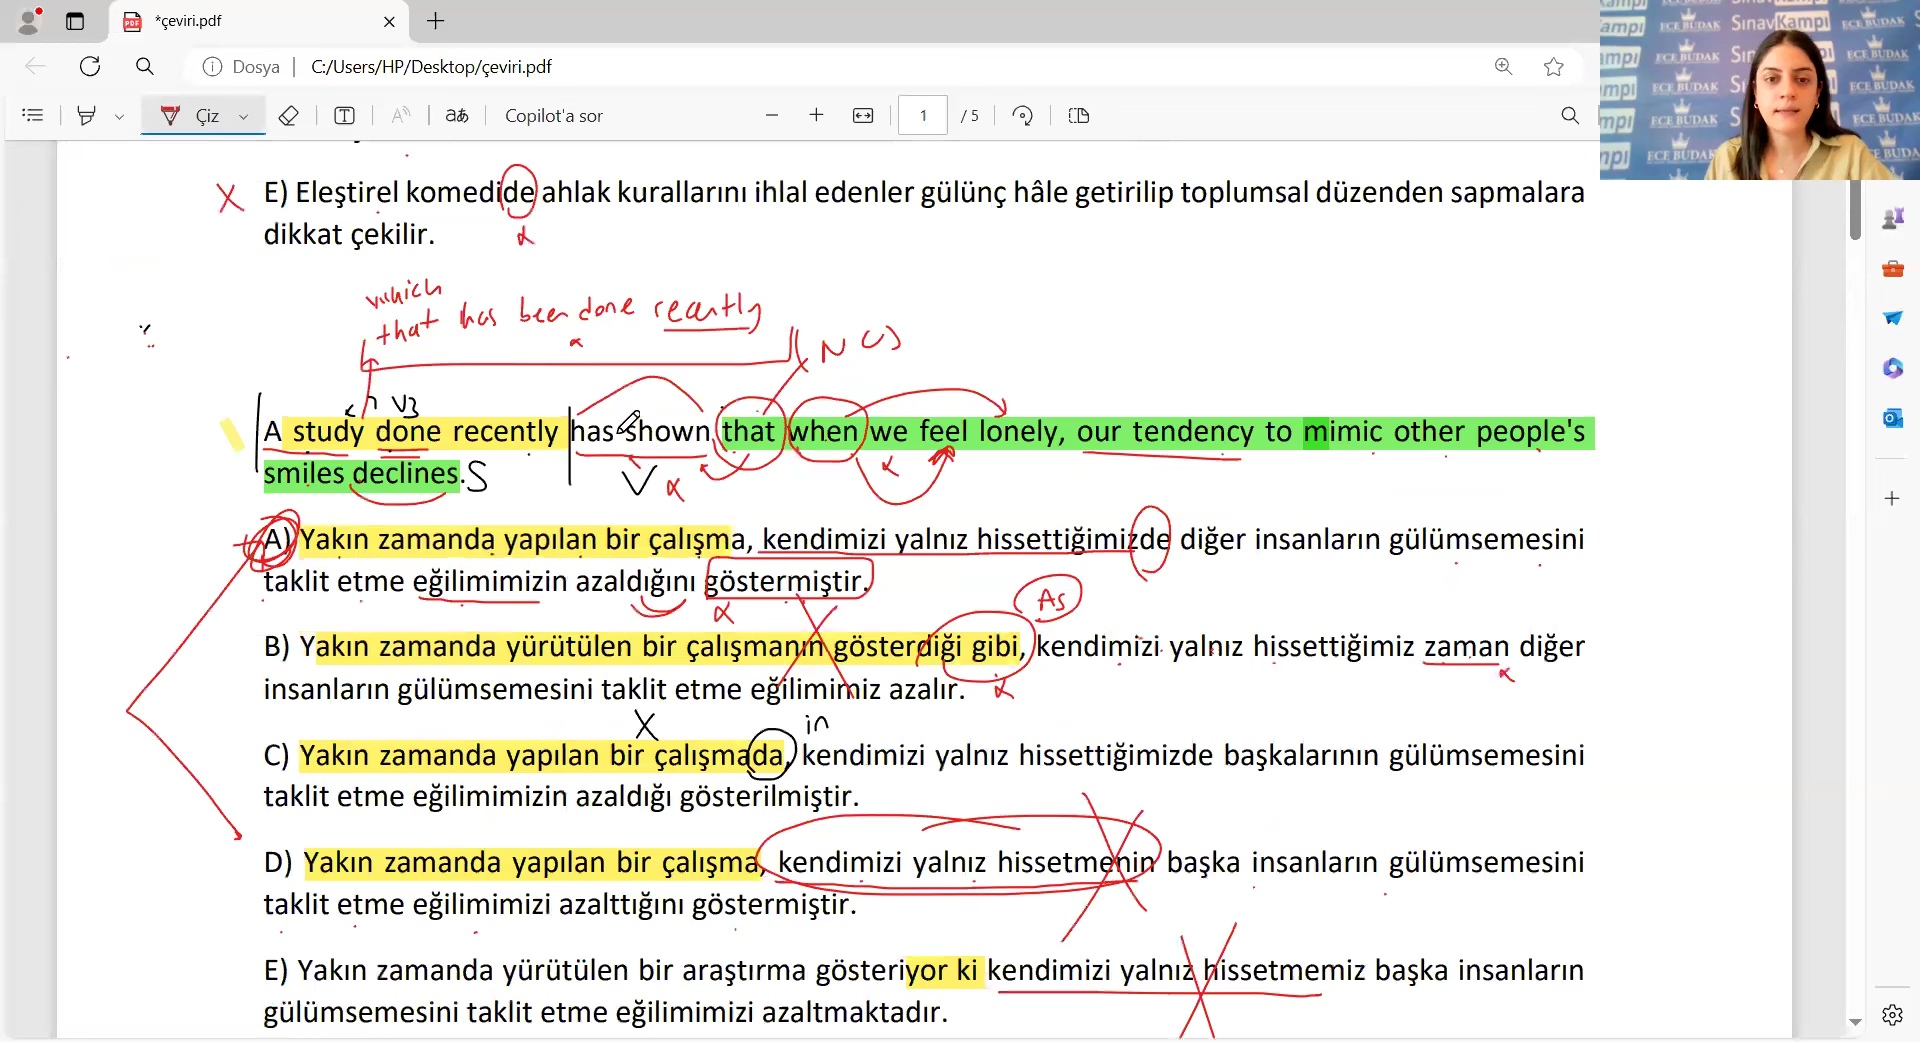 *çeviri.pdf
Dosya | C:/Users/HP/Desktop/çeviri.pdf
Çiz
aあ
Copilot'a sor
1 / 5
SınavKampı
ECE BUDAK
E) Eleştirel komedide ahlak kurallarını ihlal edenler gülünç hâle getirilip toplumsal düzenden sapmalara
dikkat çekilir.
which
that has been done recently
N
V3
A study done recently has shown that when we feel lonely, our tendency to mimic other people's
smiles declines. S
V
A) Yakın zamanda yapılan bir çalışma, kendimizi yalnız hissettiğimizde diğer insanların gülümsemesini
taklit etme eğilimimizin azaldığını göstermiştir.
As
B) Yakın zamanda yürütülen bir çalışmanın gösterdiği gibi, kendimizi yalnız hissettiğimiz zaman diğer
insanların gülümsemesini taklit etme eğilimimiz azalır.
X in
C) Yakın zamanda yapılan bir çalışmada, kendimizi yalnız hissettiğimizde başkalarının gülümsemesini
taklit etme eğilimimizin azaldığı gösterilmiştir.
D) Yakın zamanda yapılan bir çalışma, kendimizi yalnız hissetmenin başka insanların gülümsemesini
taklit etme eğilimimizi azalttığını göstermiştir.
E) Yakın zamanda yürütülen bir araştırma gösteriyor ki kendimizi yalnız hissetmemiz başka insanların
gülümsemesini taklit etme eğilimimizi azaltmaktadır.